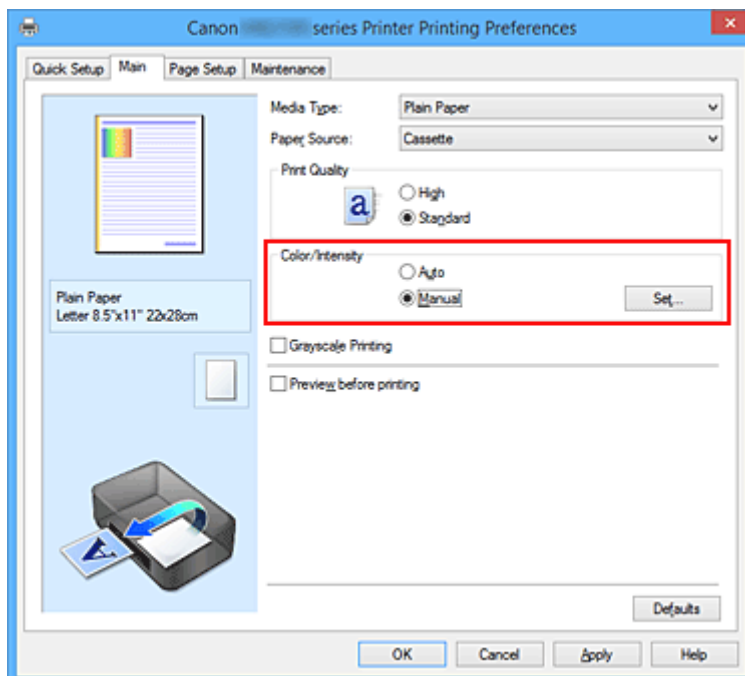 Canon series Printer Printing Preferences
Quick Setup Main Page Setup Maintenance
Media Type: Plain Paper
Paper Source: Cassette
Print Quality
a
High
Standard
Color/Intensity
Auto
Manual Set...
Plain Paper
Letter 8.5"x11" 22x28cm
Grayscale Printing
Preview before printing
A
Defaults
OK Cancel Apply Help